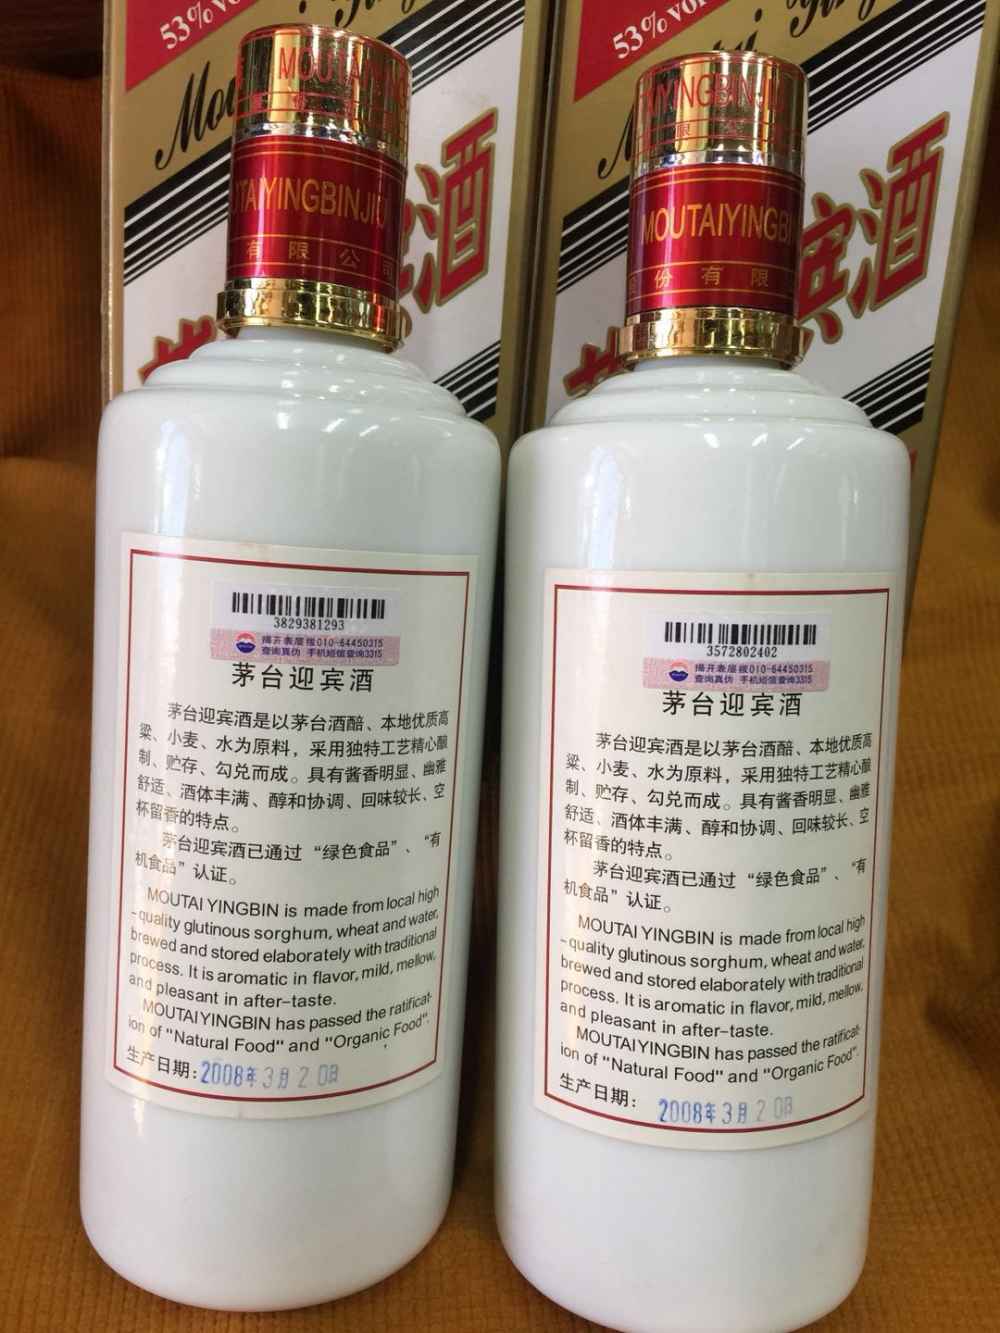 53%vol
53%vol
Mou
酒
宾酒
MOUTAI
TAIYINGBINJIU
有限公司
YINGBINJIU
限
MOUTAIYINGB
份有限
3829381293
揭开表层拨010-64450315
查询真伪 手机短信查询3315
茅台迎宾酒
茅台迎宾酒是以茅台酒醅、本地优质高
粱、小麦、水为原料，采用独特工艺精心酿
制、贮存、勾兑而成。具有酱香明显、幽雅
舒适、酒体丰满、醇和协调、回味较长、空
杯留香的特点。
茅台迎宾酒已通过“绿色食品”、“有
机食品”认证。
MOUTAI YINGBIN is made from local high
-quality glutinous sorghum, wheat and water,
brewed and stored elaborately with traditional
process. It is aromatic in flavor, mild, mellow,
and pleasant in after-taste.
MOUTAIYINGBIN has passed the ratificat-
ion of "Natural Food" and "Organic Food".
生产日期：2008年3月20日
3572802402
揭开表层拨010-64450315
查询真伪 手机短信查询3315
茅台迎宾酒
茅台迎宾酒是以茅台酒醅、本地优质高
粱、小麦、水为原料，采用独特工艺精心酿
制、贮存、勾兑而成。具有酱香明显、幽雅
舒适、酒体丰满、醇和协调、回味较长、空
杯留香的特点。
茅台迎宾酒已通过“绿色食品”、“有
机食品”认证。
MOUTAI YINGBIN is made from local high
-quality glutinous sorghum, wheat and water,
brewed and stored elaborately with traditional
process. It is aromatic in flavor, mild, mellow,
and pleasant in after-taste.
MOUTAIYINGBIN has passed the ratificat-
ion of "Natural Food" and "Organic Food".
生产日期：2008年3月20日